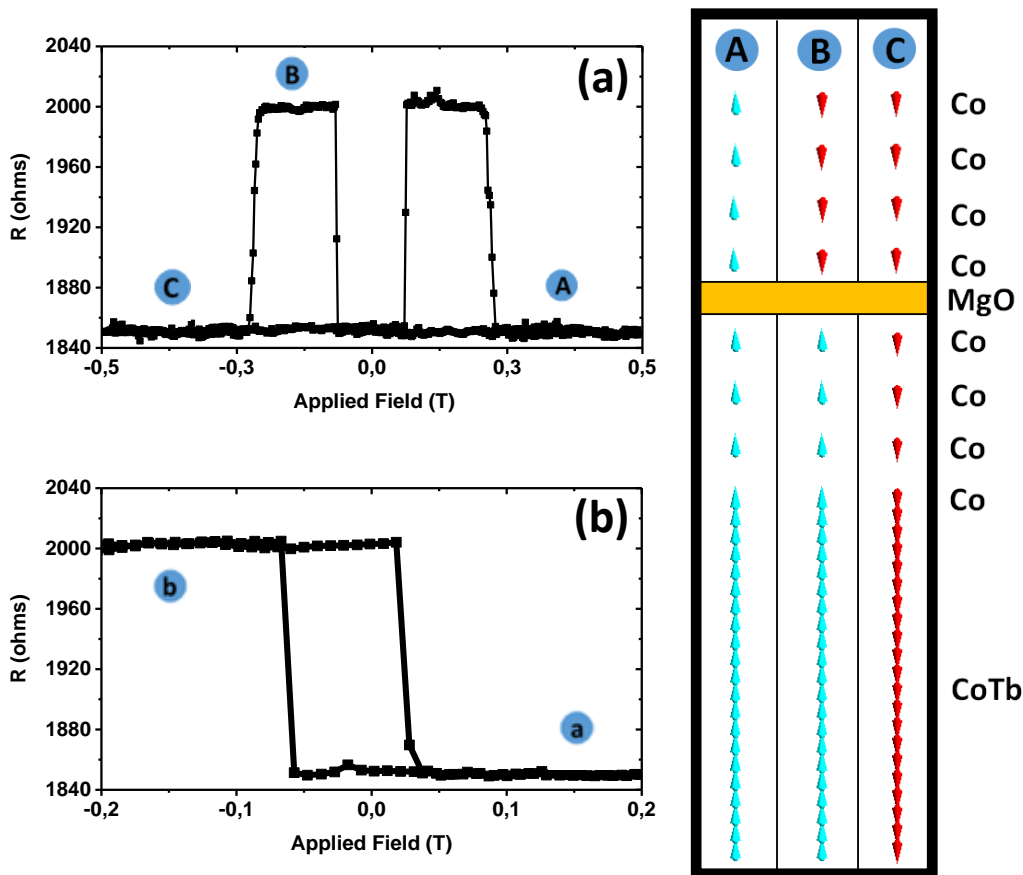 2040
2000
1960
1920
1880
1840
R (ohms)
(a)
B
C
A
-0,5
-0,3
0,0
0,3
0,5
Applied Field (T)
2040
2000
1960
1920
1880
1840
R (ohms)
(b)
b
a
-0,2
-0,1
0,0
0,1
0,2
Applied Field (T)
A B C
Co
Co
Co
Co
MgO
Co
Co
Co
Co
CoTb